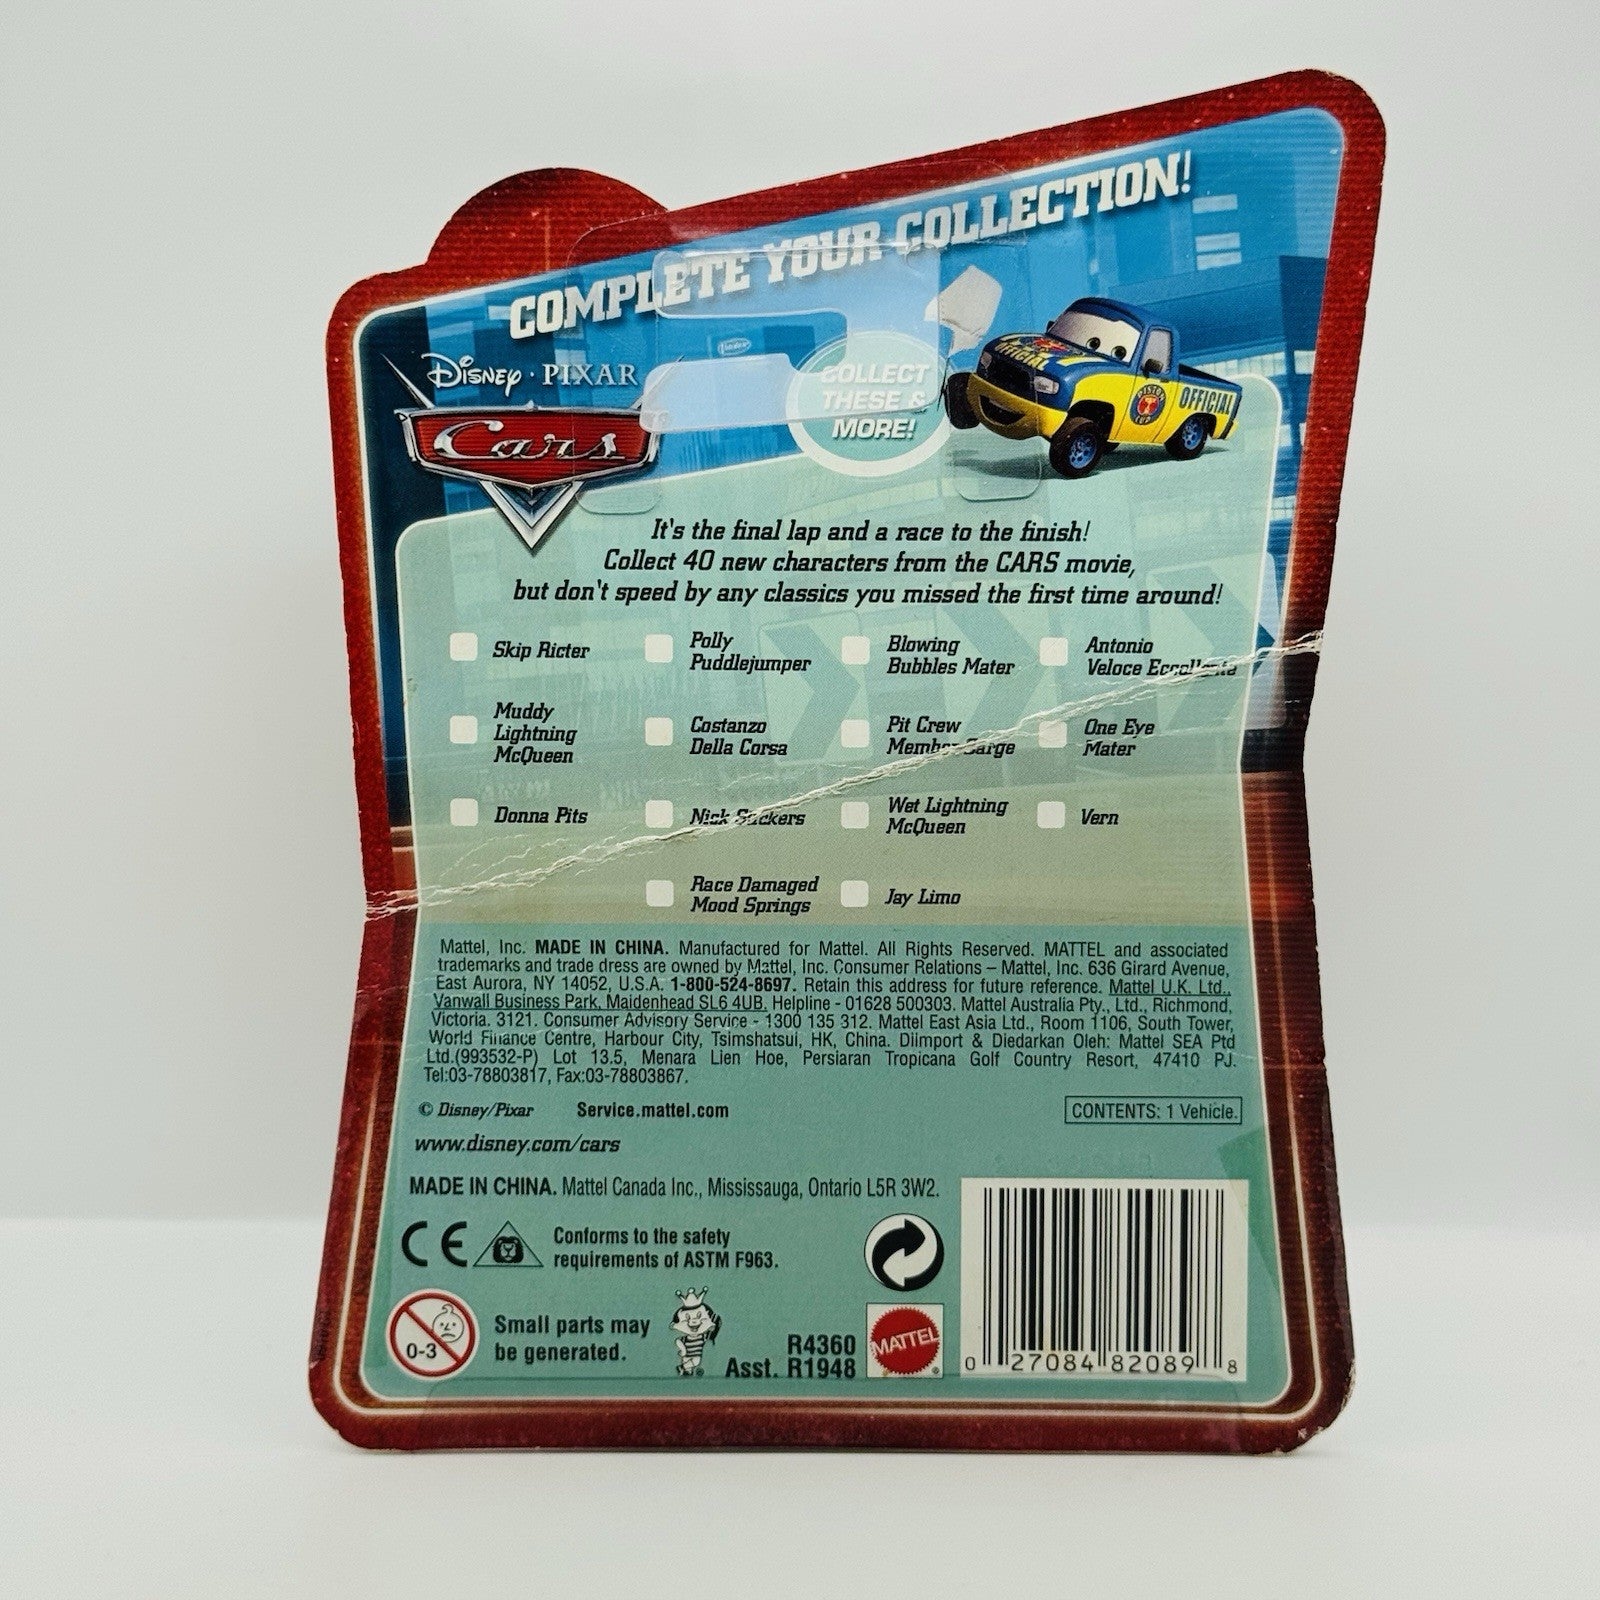 COMPLETE YOUR COLLECTION!
Disney · PIXAR
Cars
COLLECT
THESE &
MORE!
OFFICIAL
OFFICIAL
It's the final lap and a race to the finish!
Collect 40 new characters from the CARS movie,
but don't speed by any classics you missed the first time around!
Skip Ricter
Polly
Puddlejumper
Blowing
Bubbles Mater
Antonio
Veloce Eccellente
Muddy
Lightning
McQueen
Costanzo
Della Corsa
Pit Crew
Member Sarge
One Eye
Mater
Donna Pits
Nick Stickers
Wet Lightning
McQueen
Vern
Race Damaged
Mood Springs
Jay Limo
Mattel, Inc. MADE IN CHINA. Manufactured for Mattel. All Rights Reserved. MATTEL and associated
trademarks and trade dress are owned by Mattel, Inc. Consumer Relations – Mattel, Inc. 636 Girard Avenue,
East Aurora, NY 14052, U.S.A. 1-800-524-8697. Retain this address for future reference. Mattel U.K. Ltd.,
Vanwall Business Park, Maidenhead SL6 4UB. Helpline - 01628 500303. Mattel Australia Pty., Ltd., Richmond,
Victoria. 3121. Consumer Advisory Service - 1300 135 312. Mattel East Asia Ltd., Room 1106, South Tower,
World Finance Centre, Harbour City, Tsimshatsui, HK, China. Diimport & Diedarkan Oleh: Mattel SEA Ptd
Ltd.(993532-P) Lot 13.5, Menara Lien Hoe, Persiaran Tropicana Golf Country Resort, 47410 PJ.
Tel:03-78803817, Fax:03-78803867.
© Disney/Pixar Service.mattel.com
CONTENTS: 1 Vehicle.
www.disney.com/cars
MADE IN CHINA. Mattel Canada Inc., Mississauga, Ontario L5R 3W2.
CE
Conforms to the safety
requirements of ASTM F963.
0-3
Small parts may
be generated.
R4360
Asst. R1948
MATTEL
0 27084 82089 8